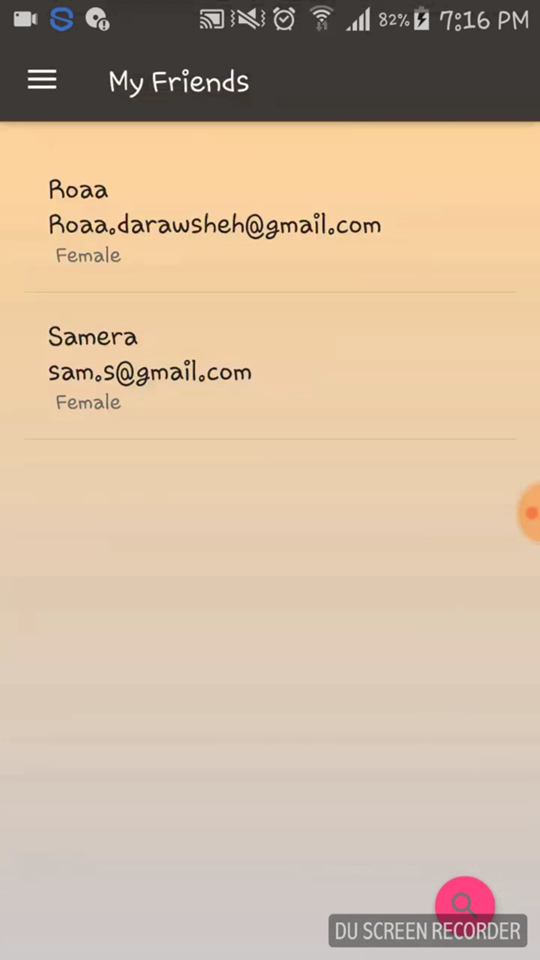 82% 7:16 PM
My Friends
Roaa
Roaa.darawsheh@gmail.com
Female
Samera
sam.s@gmail.com
Female
DU SCREEN RECORDER